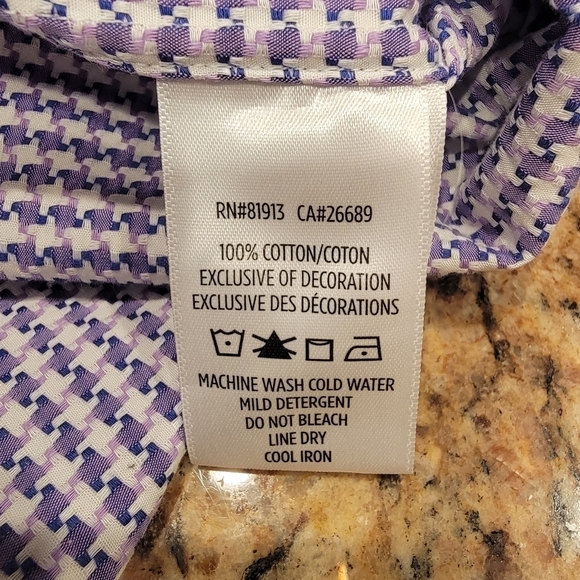 RN#81913 CA#26689
100% COTTON/COTON
EXCLUSIVE OF DECORATION
EXCLUSIVE DES DÉCORATIONS
MACHINE WASH COLD WATER
MILD DETERGENT
DO NOT BLEACH
LINE DRY
COOL IRON